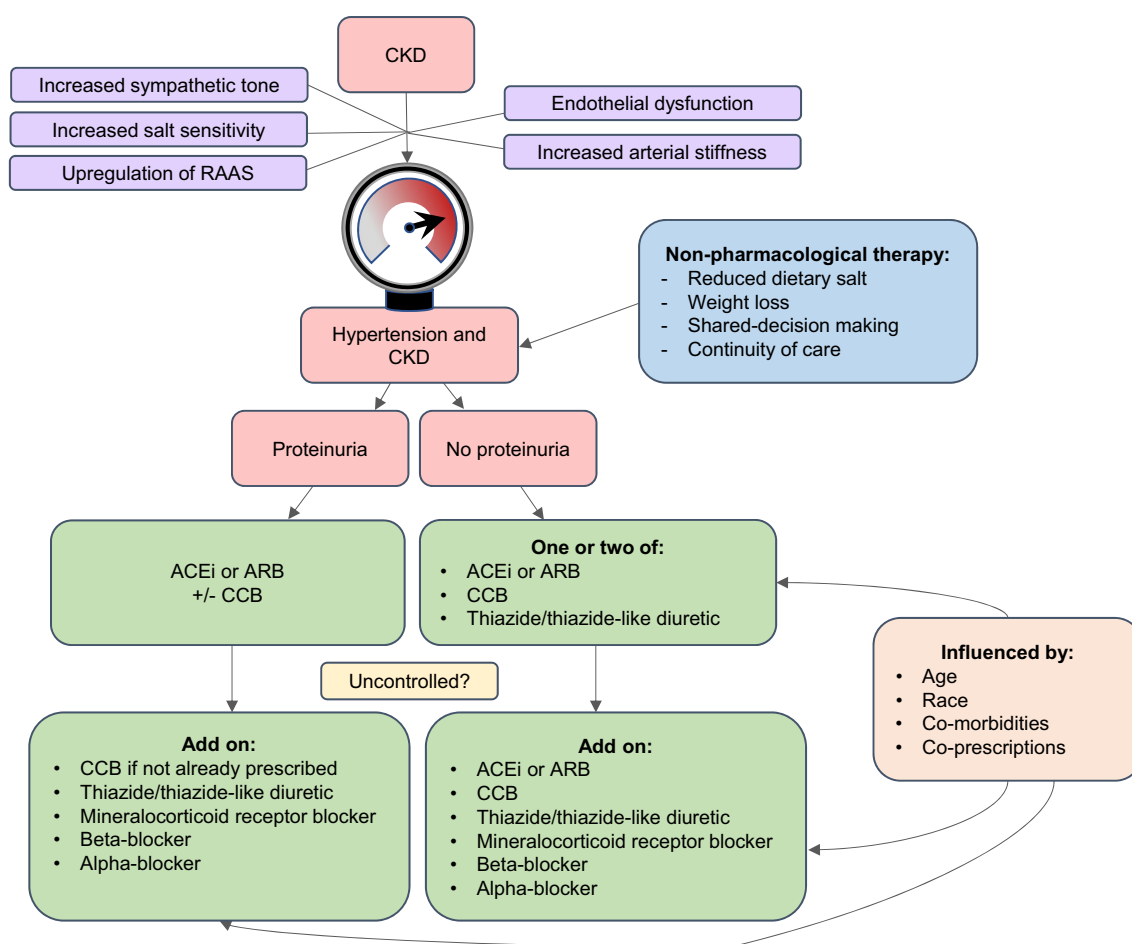 CKD
Increased sympathetic tone
Increased salt sensitivity
Upregulation of RAAS
Endothelial dysfunction
Increased arterial stiffness
Non-pharmacological therapy:
- Reduced dietary salt
- Weight loss
- Shared-decision making
- Continuity of care
Hypertension and
CKD
Proteinuria
No proteinuria
ACEi or ARB
+/- CCB
One or two of:
• ACEi or ARB
• CCB
• Thiazide/thiazide-like diuretic
Influenced by:
• Age
• Race
• Co-morbidities
• Co-prescriptions
Uncontrolled?
Add on:
• CCB if not already prescribed
• Thiazide/thiazide-like diuretic
• Mineralocorticoid receptor blocker
• Beta-blocker
• Alpha-blocker
Add on:
• ACEi or ARB
• CCB
• Thiazide/thiazide-like diuretic
• Mineralocorticoid receptor blocker
• Beta-blocker
• Alpha-blocker